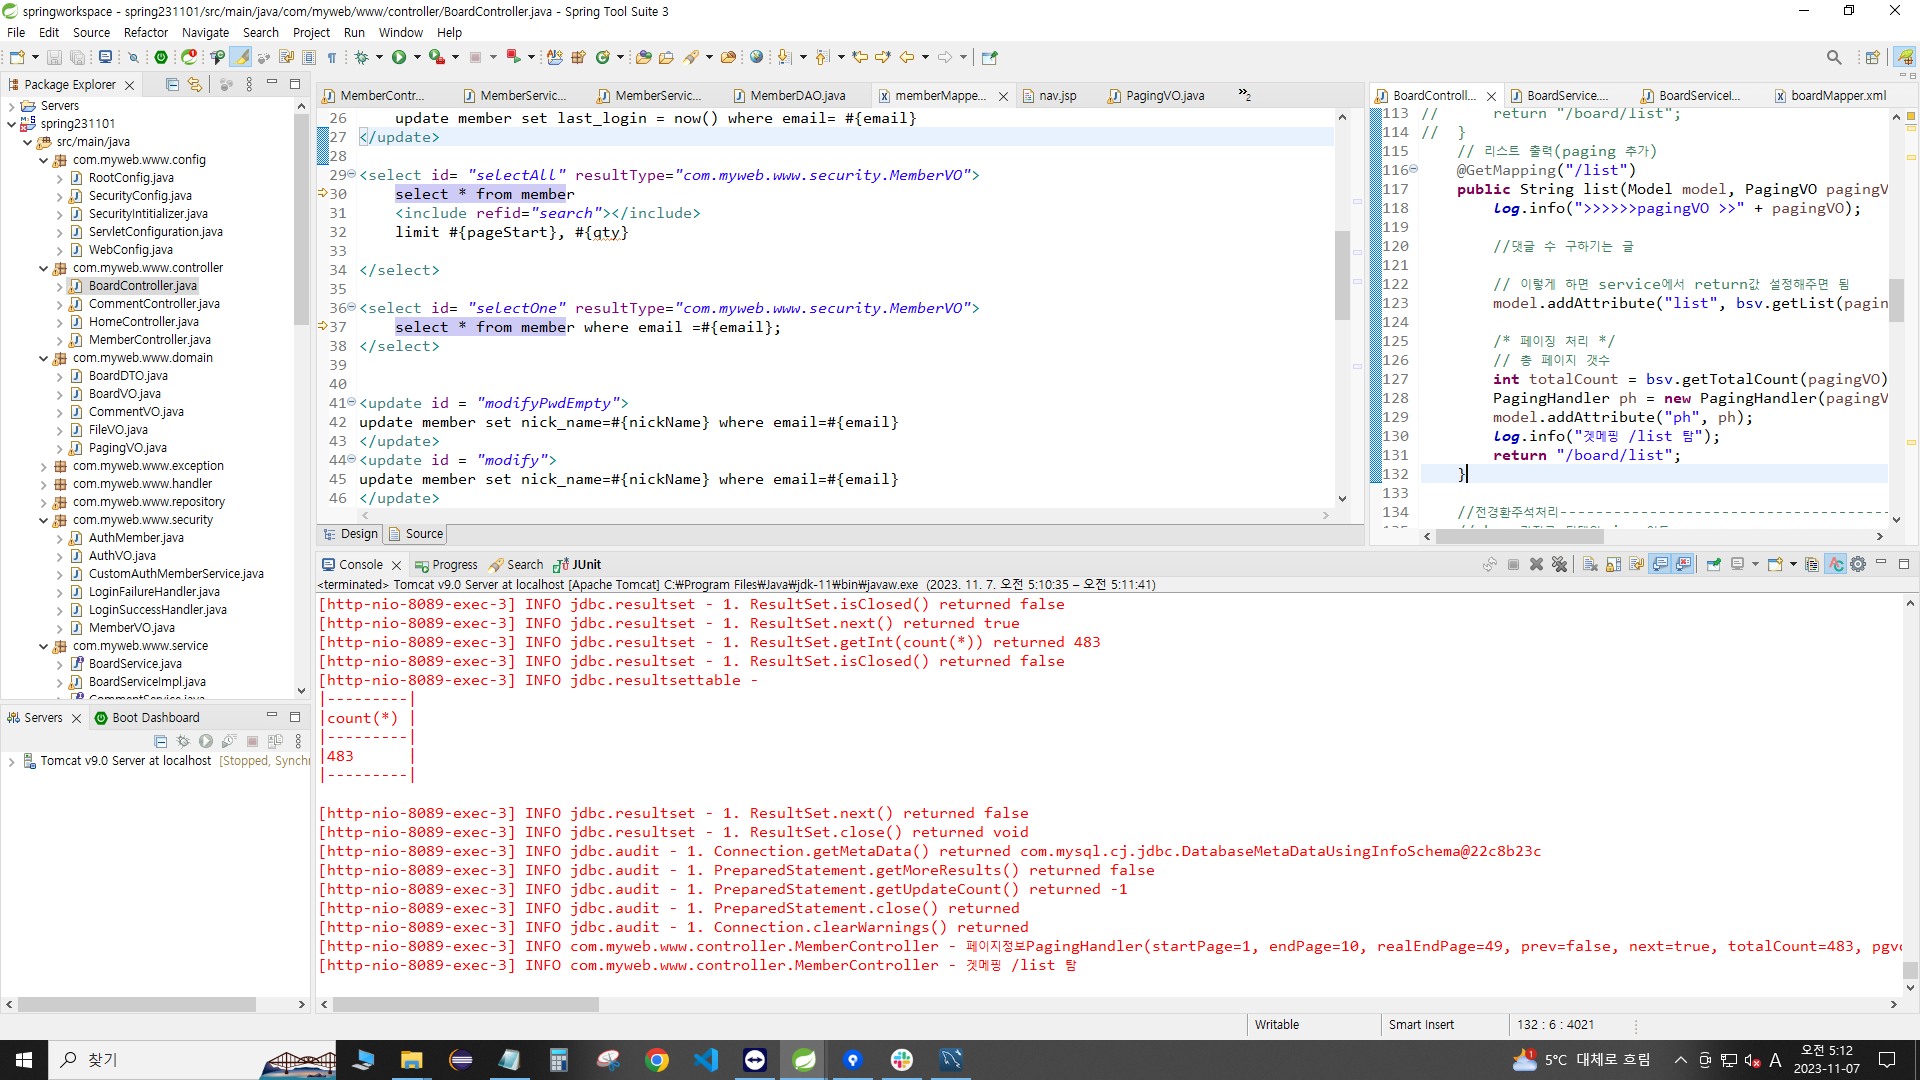 springworkspace - spring231101/src/main/java/com/myweb/www/controller/BoardController.java - Spring Tool Suite 3
File Edit Source Refactor Navigate Search Project Run Window Help
Package Explorer
Servers
spring231101
src/main/java
com.myweb.www.config
RootConfig.java
SecurityConfig.java
SecurityIntitializer.java
ServletConfiguration.java
WebConfig.java
com.myweb.www.controller
BoardController.java
CommentController.java
HomeController.java
MemberController.java
com.myweb.www.domain
BoardDTO.java
BoardVO.java
CommentVO.java
FileVO.java
PagingVO.java
com.myweb.www.exception
com.myweb.www.handler
com.myweb.www.repository
com.myweb.www.security
AuthMember.java
AuthVO.java
CustomAuthMemberService.java
LoginFailureHandler.java
LoginSuccessHandler.java
MemberVO.java
com.myweb.www.service
BoardService.java
BoardServiceImpl.java
CommentService.java
Servers Boot Dashboard
Tomcat v9.0 Server at localhost [Stopped, Synchr
MemberContr... MemberServic... MemberServic... MemberDAO.java memberMappe... nav.jsp PagingVO.java »2
26 update member set last_login = now() where email= #{email}
27 </update>
28
29 <select id= "selectAll" resultType="com.myweb.www.security.MemberVO">
30 select * from member
31 <include refid="search"></include>
32 limit #{pageStart}, #{qty}
33
34 </select>
35
36 <select id= "selectOne" resultType="com.myweb.www.security.MemberVO">
37 select * from member where email =#{email};
38 </select>
39
40
41 <update id = "modifyPwdEmpty">
42 update member set nick_name=#{nickName} where email=#{email}
43 </update>
44 <update id = "modify">
45 update member set nick_name=#{nickName} where email=#{email}
46 </update>
Design Source
BoardControll... BoardService.... BoardServiceI... boardMapper.xml
113 // return "/board/list";
114 // }
115 // 리스트 출력(paging 추가)
116 @GetMapping("/list")
117 public String list(Model model, PagingVO pagingV
118 log.info(">>>>>>pagingVO >>" + pagingVO);
119
120 //댓글 수 구하기는 글
121
122 // 이렇게 하면 service에서 return값 설정해주면 됨
123 model.addAttribute("list", bsv.getList(pagin
124
125 /* 페이징 처리 */
126 // 총 페이지 갯수
127 int totalCount = bsv.getTotalCount(pagingVO)
128 PagingHandler ph = new PagingHandler(pagingV
129 model.addAttribute("ph", ph);
130 log.info("겟메핑 /list 탐");
131 return "/board/list";
132 }
133
134 //전경환주석처리-------------------------------------
Console Progress Search JUnit
<terminated> Tomcat v9.0 Server at localhost [Apache Tomcat] C:₩Program Files₩Java₩jdk-11₩bin₩javaw.exe (2023. 11. 7. 오전 5:10:35 – 오전 5:11:41)
[http-nio-8089-exec-3] INFO jdbc.resultset - 1. ResultSet.isClosed() returned false
[http-nio-8089-exec-3] INFO jdbc.resultset - 1. ResultSet.next() returned true
[http-nio-8089-exec-3] INFO jdbc.resultset - 1. ResultSet.getInt(count(*)) returned 483
[http-nio-8089-exec-3] INFO jdbc.resultset - 1. ResultSet.isClosed() returned false
[http-nio-8089-exec-3] INFO jdbc.resultsettable -
|---------|
|count(*) |
|---------|
|483 |
|---------|
[http-nio-8089-exec-3] INFO jdbc.resultset - 1. ResultSet.next() returned false
[http-nio-8089-exec-3] INFO jdbc.resultset - 1. ResultSet.close() returned void
[http-nio-8089-exec-3] INFO jdbc.audit - 1. Connection.getMetaData() returned com.mysql.cj.jdbc.DatabaseMetaDataUsingInfoSchema@22c8b23c
[http-nio-8089-exec-3] INFO jdbc.audit - 1. PreparedStatement.getMoreResults() returned false
[http-nio-8089-exec-3] INFO jdbc.audit - 1. PreparedStatement.getUpdateCount() returned -1
[http-nio-8089-exec-3] INFO jdbc.audit - 1. PreparedStatement.close() returned
[http-nio-8089-exec-3] INFO jdbc.audit - 1. Connection.clearWarnings() returned
[http-nio-8089-exec-3] INFO com.myweb.www.controller.MemberController - 페이지정보PagingHandler(startPage=1, endPage=10, realEndPage=49, prev=false, next=true, totalCount=483, pgvo
[http-nio-8089-exec-3] INFO com.myweb.www.controller.MemberController - 겟메핑 /list 탐
Writable Smart Insert 132 : 6 : 4021
찾기
5°C 대체로 흐림 A 오전 5:12
2023-11-07